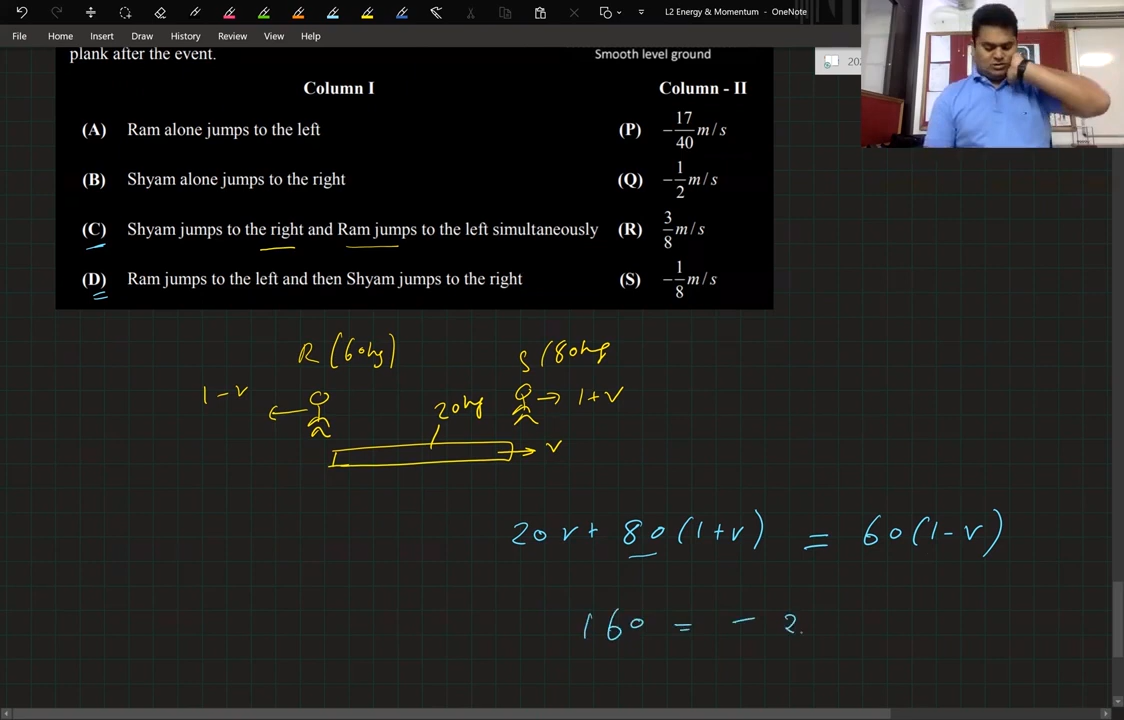 L2 Energy & Momentum - OneNote
File Home Insert Draw History Review View Help
plank after the event.
Smooth level ground
202
Column I Column - II
(A) Ram alone jumps to the left (P) -17/40 m/s
(B) Shyam alone jumps to the right (Q) -1/2 m/s
(C) Shyam jumps to the right and Ram jumps to the left simultaneously (R) 3/8 m/s
(D) Ram jumps to the left and then Shyam jumps to the right (S) -1/8 m/s
R (60kg) S (80kg
1-v 20kg 1+v
v
20v + 80(1+v) = 60(1-v)
160 = - 2